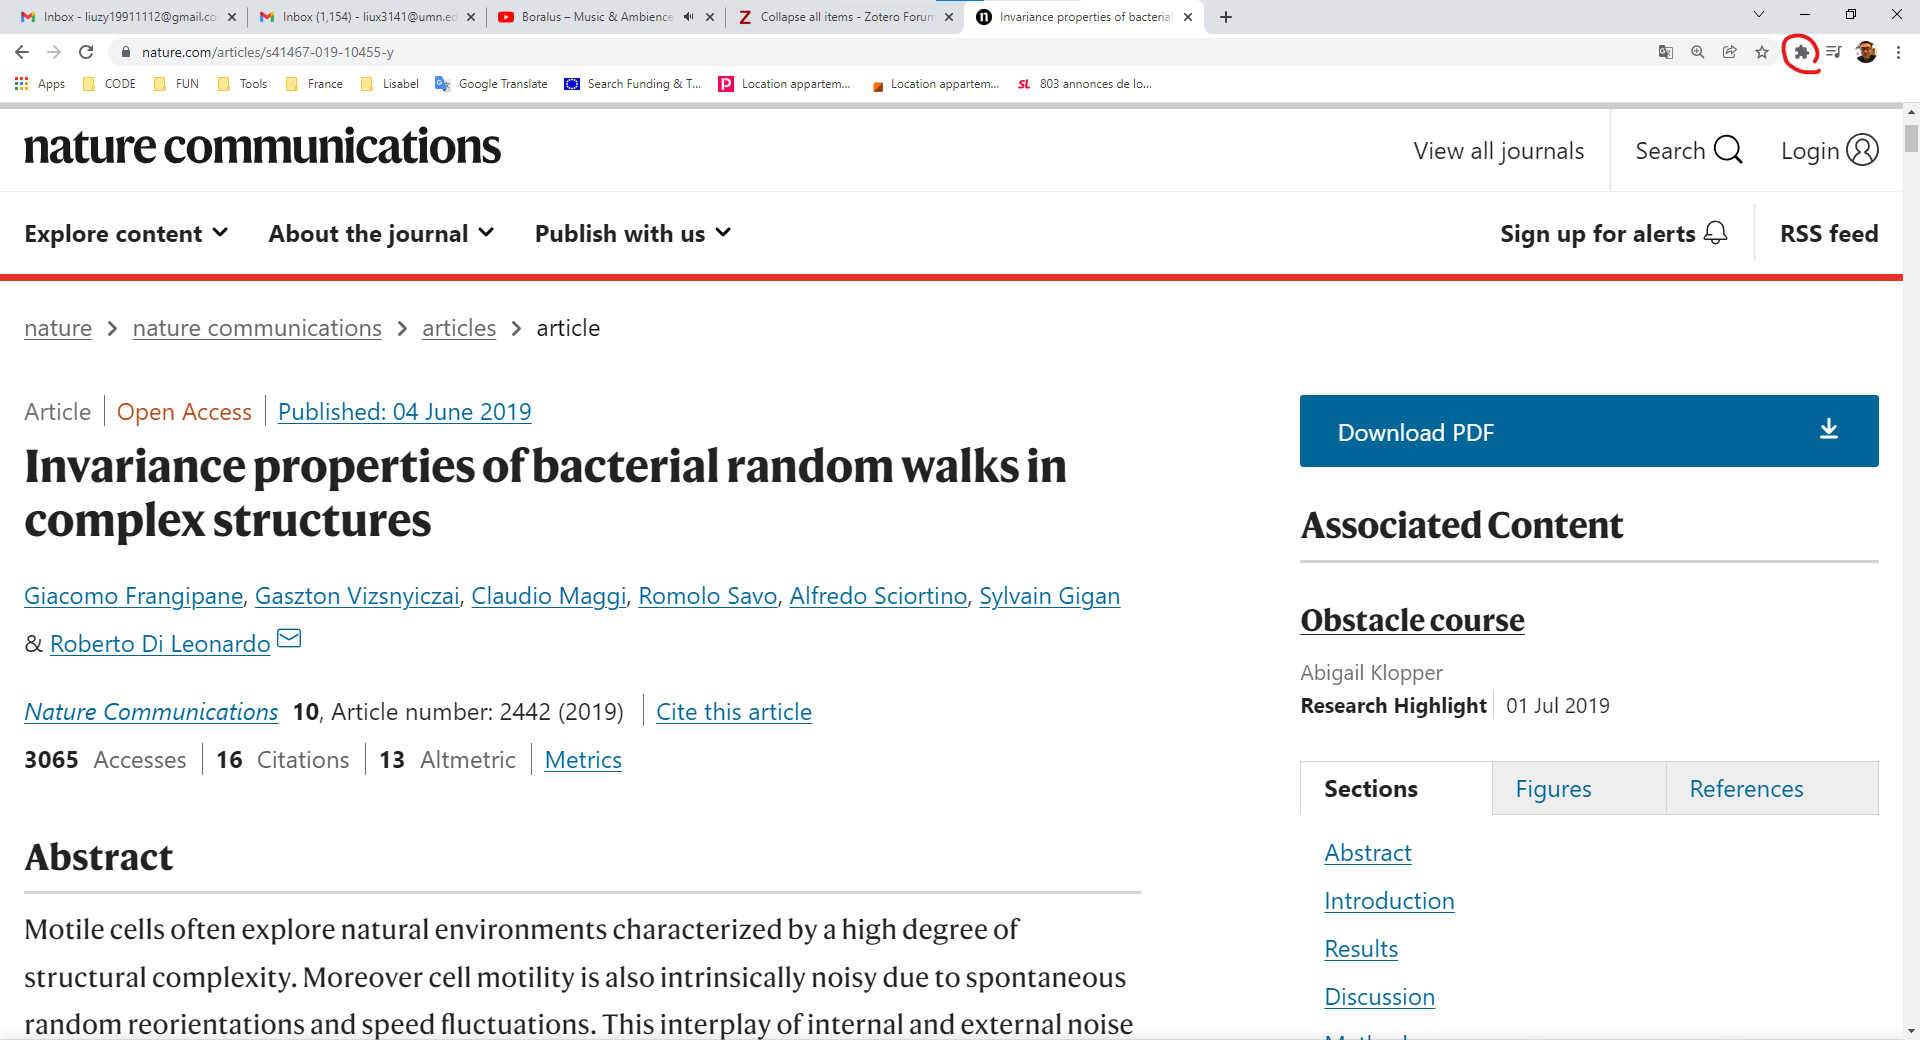 Inbox - liuzy19911112@gmail.co
Inbox (1,154) - liux3141@umn.ed
Boralus – Music & Ambience
Collapse all items - Zotero Forum
Invariance properties of bacterial
nature.com/articles/s41467-019-10455-y
Apps
CODE
FUN
Tools
France
Lisabel
Google Translate
Search Funding & T...
Location appartem...
Location appartem...
SL 803 annonces de lo...
nature communications
View all journals
Search
Login
Explore content
About the journal
Publish with us
Sign up for alerts
RSS feed
nature > nature communications > articles > article
Article | Open Access | Published: 04 June 2019
Invariance properties of bacterial random walks in
complex structures
Giacomo Frangipane, Gaszton Vizsnyiczai, Claudio Maggi, Romolo Savo, Alfredo Sciortino, Sylvain Gigan
& Roberto Di Leonardo
Nature Communications 10, Article number: 2442 (2019) | Cite this article
3065 Accesses | 16 Citations | 13 Altmetric | Metrics
Abstract
Motile cells often explore natural environments characterized by a high degree of
structural complexity. Moreover cell motility is also intrinsically noisy due to spontaneous
random reorientations and speed fluctuations. This interplay of internal and external noise
Download PDF
Associated Content
Obstacle course
Abigail Klopper
Research Highlight | 01 Jul 2019
Sections
Figures
References
Abstract
Introduction
Results
Discussion